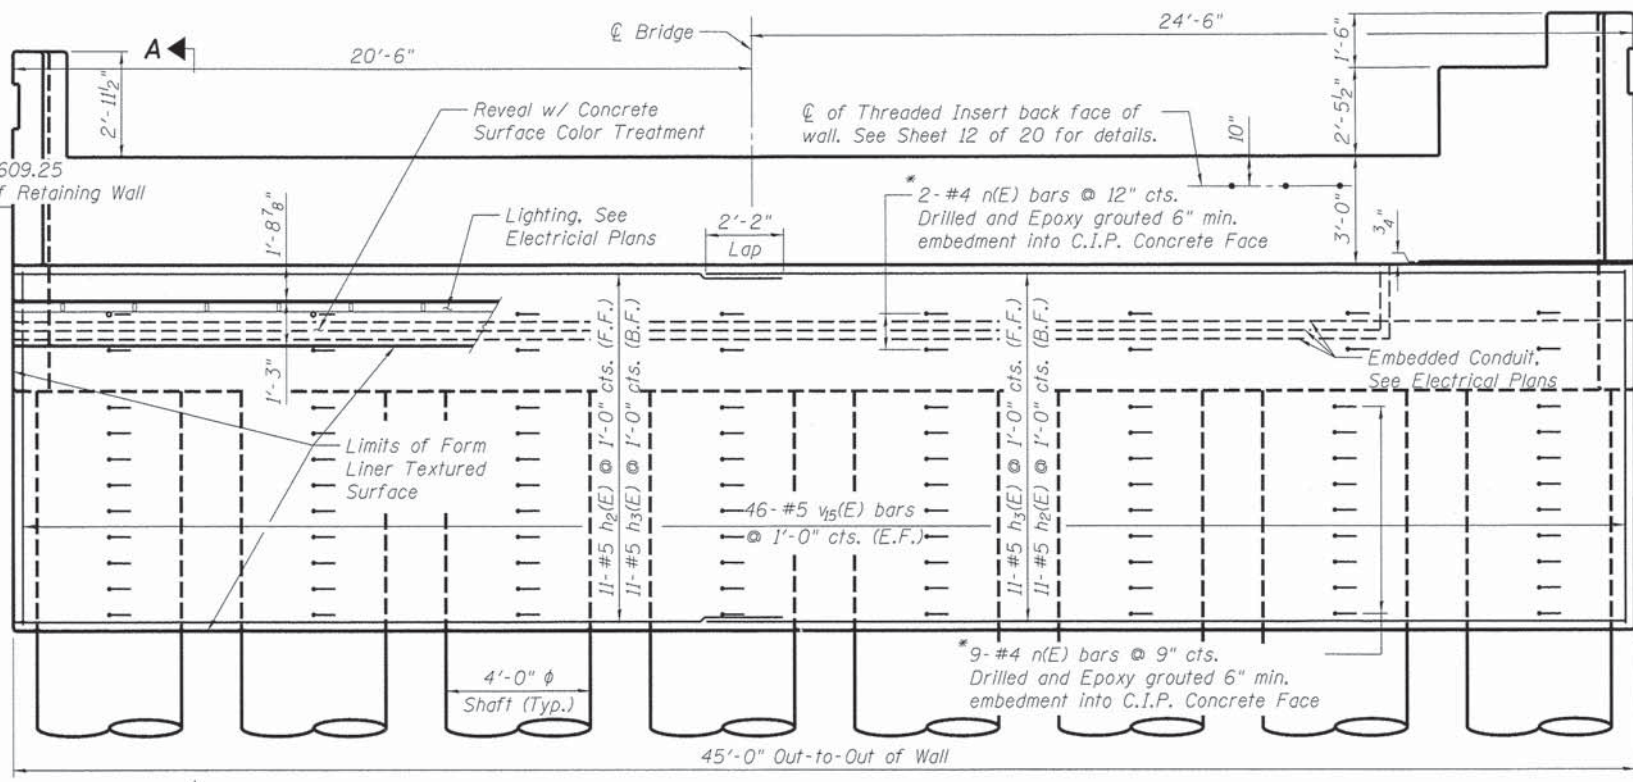 24'-6"
℄ Bridge
A
20'-6"
1'-6"
2'-11½"
2'-5½"
Reveal w/ Concrete
Surface Color Treatment
℄ of Threaded Insert back face of
wall. See Sheet 12 of 20 for details.
10"
609.25
f Retaining Wall
* 2-#4 n(E) bars @ 12" cts.
Drilled and Epoxy grouted 6" min.
embedment into C.I.P. Concrete Face
1'-8⅞"
Lighting, See
Electricial Plans
2'-2"
Lap
3'-0"
¾"
11-#5 h2(E) @ 1'-0" cts. (F.F.)
11-#5 h3(E) @ 1'-0" cts. (B.F.)
11-#5 h3(E) @ 1'-0" cts. (F.F.)
11-#5 h2(E) @ 1'-0" cts. (B.F.)
1'-3"
Embedded Conduit,
See Electrical Plans
Limits of Form
Liner Textured
Surface
46-#5 v15(E) bars
@ 1'-0" cts. (E.F.)
* 9-#4 n(E) bars @ 9" cts.
Drilled and Epoxy grouted 6" min.
embedment into C.I.P. Concrete Face
4'-0" ϕ
Shaft (Typ.)
45'-0" Out-to-Out of Wall